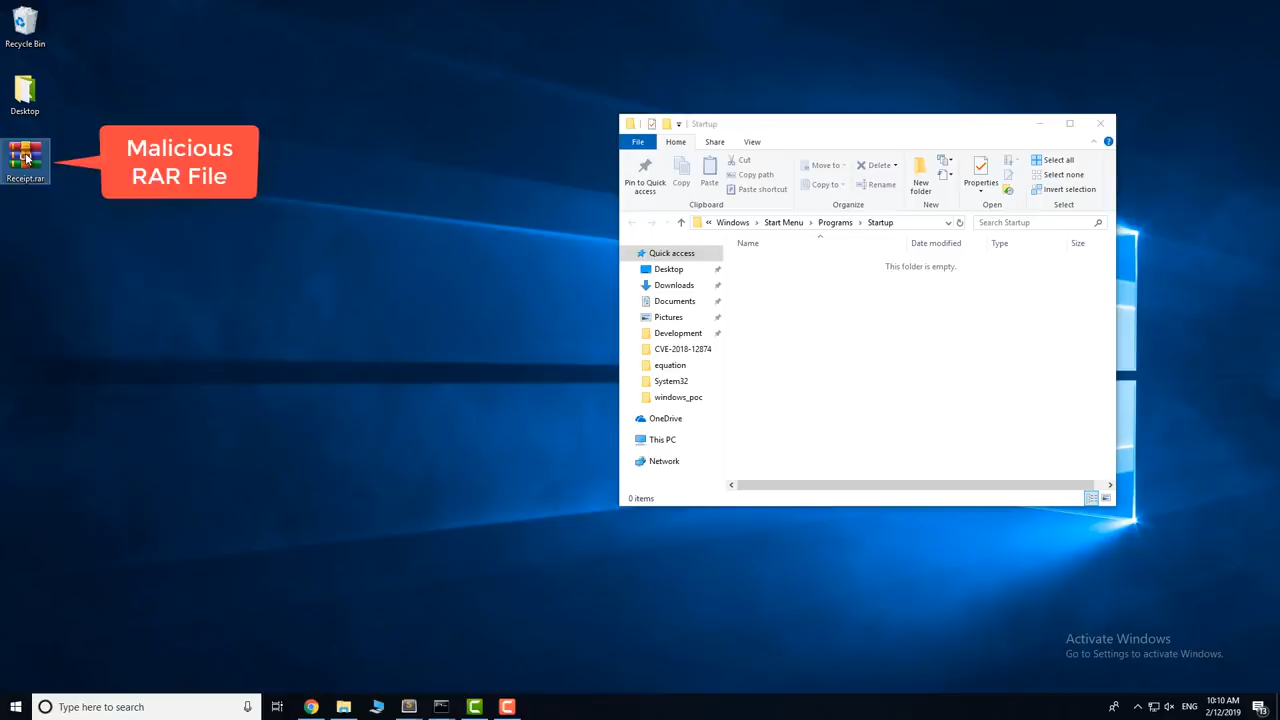 Recycle Bin
Desktop
Receipt.rar
Malicious
RAR File
Startup
File Home Share View
Pin to Quick access
Copy
Paste
Cut
Copy path
Paste shortcut
Clipboard
Move to
Copy to
Delete
Rename
Organize
New folder
New
Properties
Open
Select all
Select none
Invert selection
Select
« Windows > Start Menu > Programs > Startup
Search Startup
Name Date modified Type Size
This folder is empty.
Quick access
Desktop
Downloads
Documents
Pictures
Development
CVE-2018-12874
equation
System32
windows_poc
OneDrive
This PC
Network
0 items
Activate Windows
Go to Settings to activate Windows.
Type here to search
ENG
10:10 AM
2/12/2019